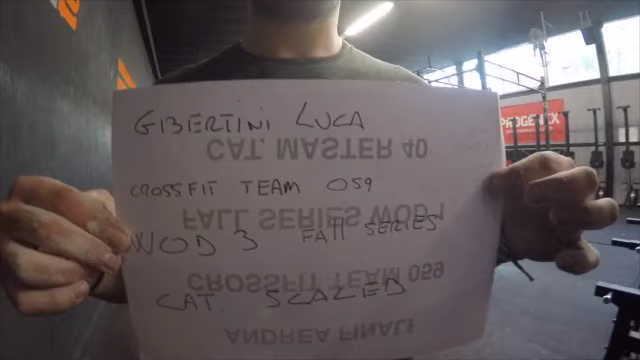 GIBERTINI LUCA
CAT. MASTER 40
CROSSFIT TEAM 059
FALL SERIES WOD 1
WOD 3 FALL SERIES
CROSSFIT TEAM 059
CAT. SCALED
ANDREA FINALI
PROGENEX